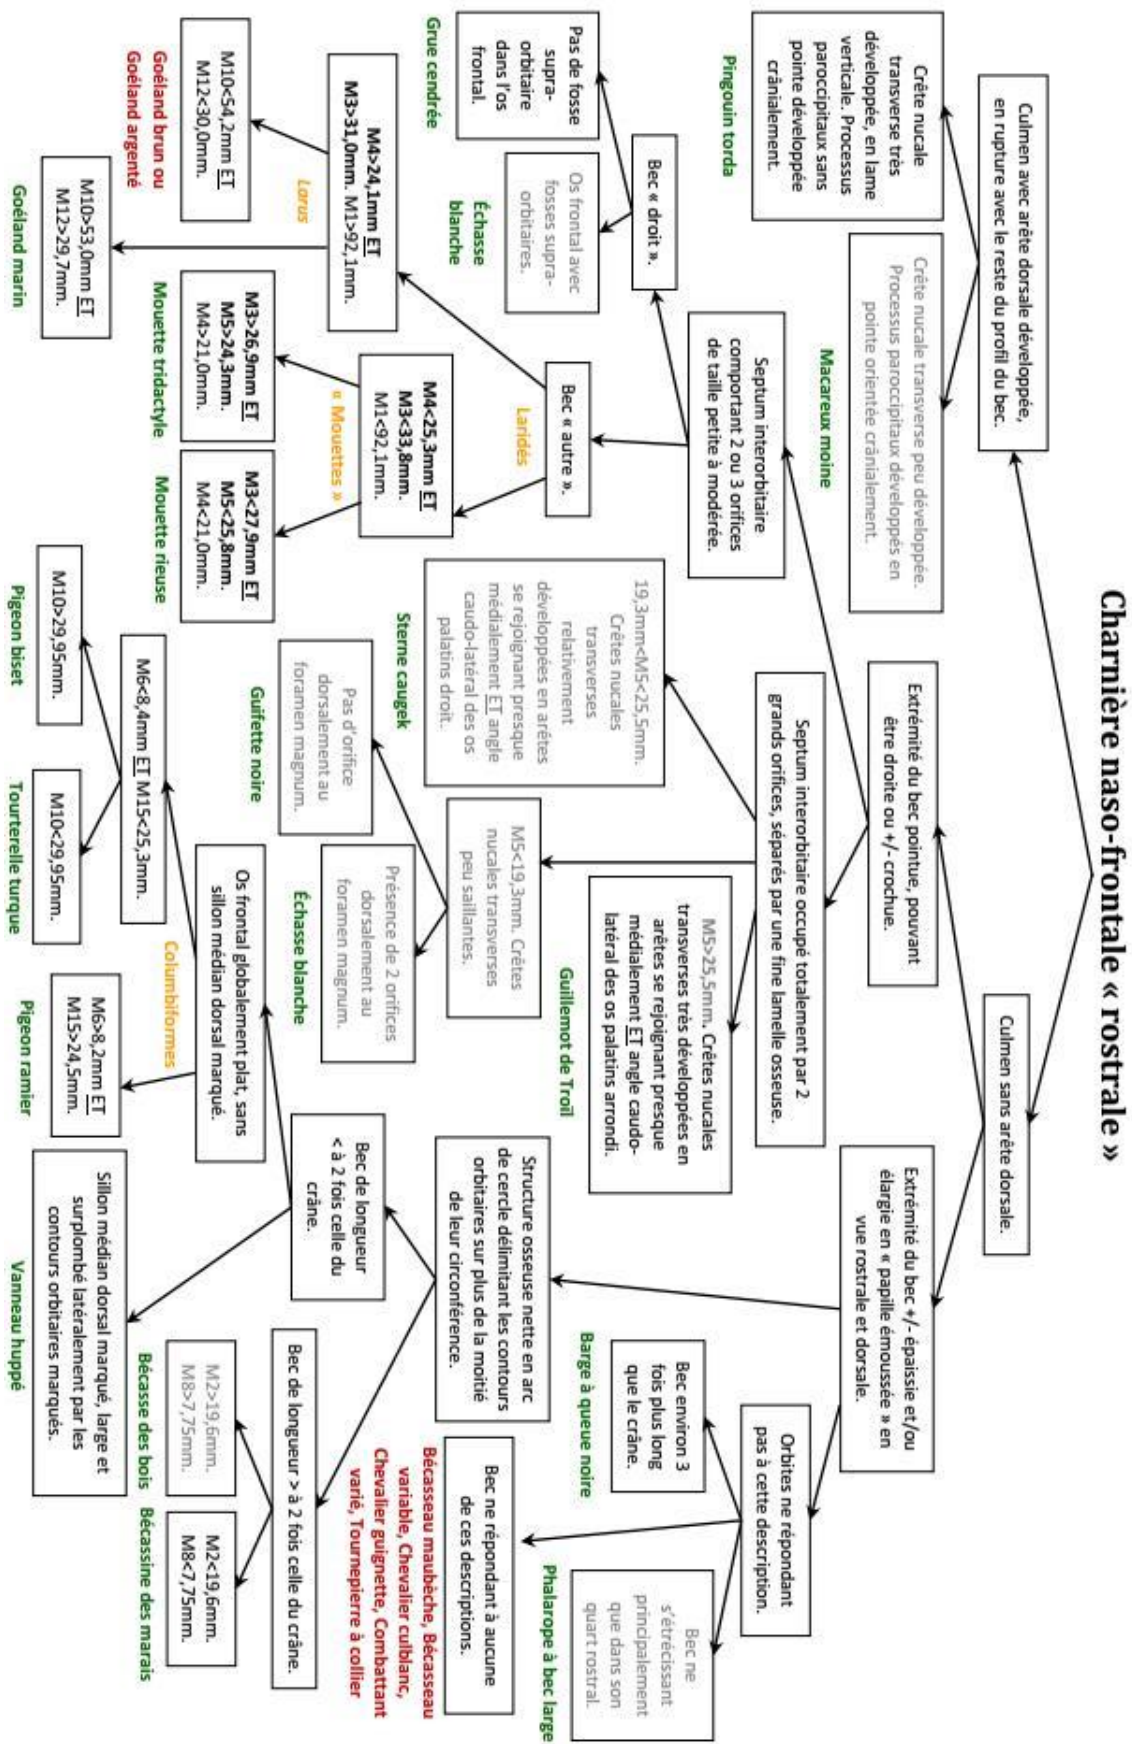 Charnière naso-frontale « rostrale »
Culmen avec arête dorsale développée,
en rupture avec le reste du profil du bec.
Culmen sans arête dorsale.
Crête nucale
transverse très
développée, en lame
verticale. Processus
paroccipitaux sans
pointe développée
crânialement.
Pingouin torda
Crête nucale transverse peu développée.
Processus paroccipitaux développés en
pointe orientée crânialement.
Macareux moine
Extrémité du bec pointue, pouvant
être droite ou +/- crochue.
Extrémité du bec +/- épaissie et/ou
élargie en « papille émoussée » en
vue rostrale et dorsale.
Septum interorbitaire
comportant 2 ou 3 orifices
de taille petite à modérée.
Septum interorbitaire occupé totalement par 2
grands orifices, séparés par une fine lamelle osseuse.
Orbites ne répondant
pas à cette description.
Structure osseuse nette en arc
de cercle délimitant les contours
orbitaires sur plus de la moitié
de leur circonférence.
Bec « droit ».
Pas de fosse
supra-
orbitaire
dans l'os
frontal.
Grue cendrée
Os frontal avec
fosses supra-
orbitaires.
Échasse
blanche
Bec « autre ».
Laridés
19,3mm<M5<25,5mm.
Crêtes nucales
transverses
relativement
développées en arêtes
se rejoignant presque
médialement ET angle
caudo-latéral des os
palatins droit.
Sterne caugek
M5<19,3mm. Crêtes
nucales transverses
peu saillantes.
M5>25,5mm. Crêtes nucales
transverses très développées en
arêtes se rejoignant presque
médialement ET angle caudo-
latéral des os palatins arrondi.
Guillemot de Troïl
Bec environ 3
fois plus long
que le crâne.
Barge à queue noire
Bec ne répondant à aucune
de ces descriptions.
Bécasseau maubèche, Bécasseau
variable, Chevalier culblanc,
Chevalier guignette, Combattant
varié, Tournepierre à collier
Bec ne
s'étrécissant
principalement
que dans son
quart rostral.
Phalarope à bec large
M4>24,1mm ET
M3>31,0mm. M1>92,1mm.
Larus
M4<25,3mm ET
M3<33,8mm.
M1<92,1mm.
« Mouettes »
Pas d'orifice
dorsalement au
foramen magnum.
Guifette noire
Présence de 2 orifices
dorsalement au
foramen magnum.
Échasse blanche
Bec de longueur
< à 2 fois celle du
crâne.
Bec de longueur > à 2 fois celle du crâne.
M10<54,2mm ET
M12<30,0mm.
Goéland brun ou
Goéland argenté
M10>53,0mm ET
M12>29,7mm.
Goéland marin
M3>26,9mm ET
M5>24,3mm.
M4>21,0mm.
Mouette tridactyle
M3<27,9mm ET
M5<25,8mm.
M4<21,0mm.
Mouette rieuse
Os frontal globalement plat, sans
sillon médian dorsal marqué.
Columbiformes
Sillon médian dorsal marqué, large et
surplombé latéralement par les
contours orbitaires marqués.
Vanneau huppé
M2>19,6mm.
M8>7,75mm.
Bécasse des bois
M2<19,6mm.
M8<7,75mm.
Bécassine des marais
M6<8,4mm ET M15<25,3mm.
M6>8,2mm ET
M15>24,5mm.
Pigeon ramier
M10>29,95mm.
Pigeon biset
M10<29,95mm.
Tourterelle turque